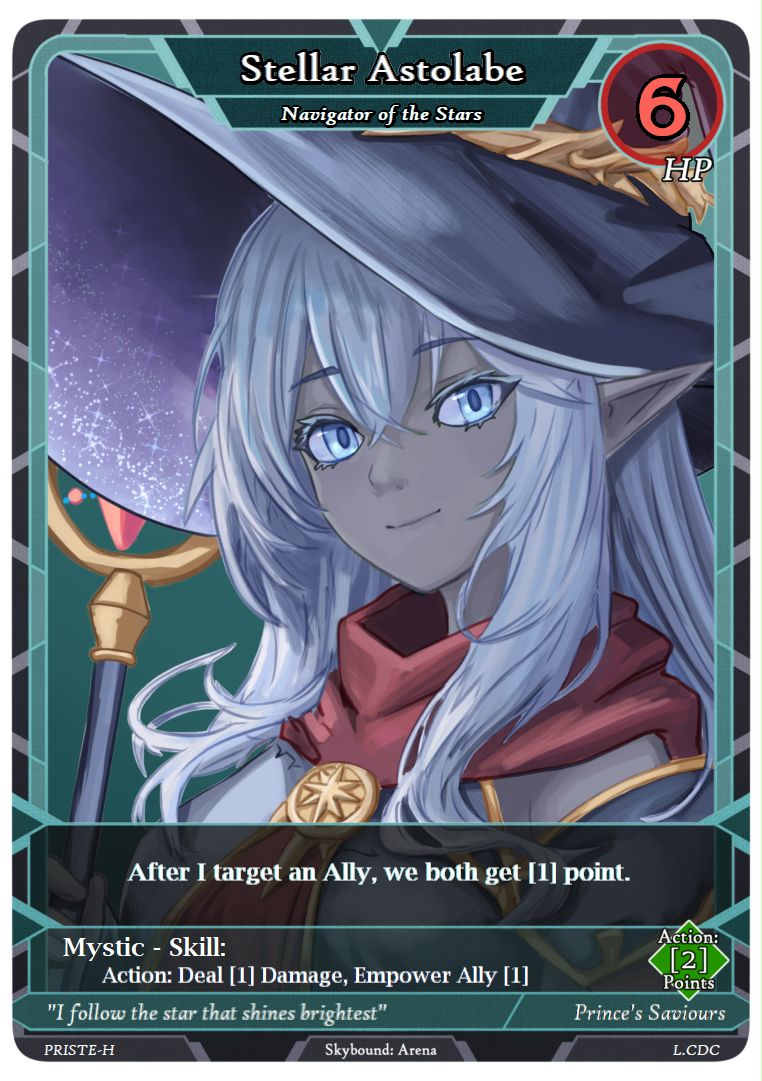 Stellar Astolabe
Navigator of the Stars
6
HP
After I target an Ally, we both get [1] point.
Mystic - Skill:
Action: Deal [1] Damage, Empower Ally [1]
Action:
[2]
Points
"I follow the star that shines brightest"
Prince's Saviours
PRISTE-H
Skybound: Arena
L.CDC